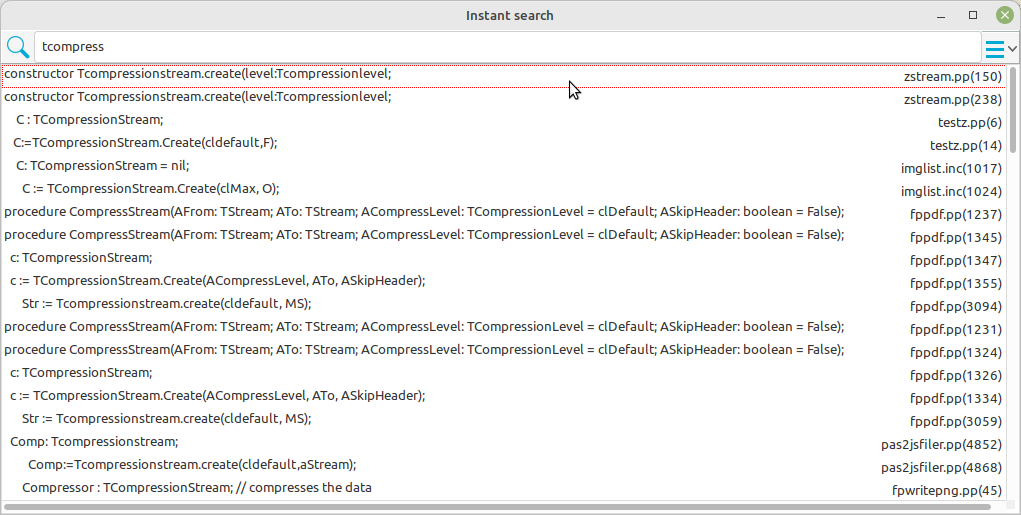 Instant search
tcompress
constructor Tcompressionstream.create(level:Tcompressionlevel; zstream.pp(150)
constructor Tcompressionstream.create(level:Tcompressionlevel; zstream.pp(238)
C : TCompressionStream; testz.pp(6)
C:=TCompressionStream.Create(cldefault,F); testz.pp(14)
C: TCompressionStream = nil; imglist.inc(1017)
C := TCompressionStream.Create(clMax, O); imglist.inc(1024)
procedure CompressStream(AFrom: TStream; ATo: TStream; ACompressLevel: TCompressionLevel = clDefault; ASkipHeader: boolean = False); fppdf.pp(1237)
procedure CompressStream(AFrom: TStream; ATo: TStream; ACompressLevel: TCompressionLevel = clDefault; ASkipHeader: boolean = False); fppdf.pp(1345)
c: TCompressionStream; fppdf.pp(1347)
c := TCompressionStream.Create(ACompressLevel, ATo, ASkipHeader); fppdf.pp(1355)
Str := Tcompressionstream.create(cldefault, MS); fppdf.pp(3094)
procedure CompressStream(AFrom: TStream; ATo: TStream; ACompressLevel: TCompressionLevel = clDefault; ASkipHeader: boolean = False); fppdf.pp(1231)
procedure CompressStream(AFrom: TStream; ATo: TStream; ACompressLevel: TCompressionLevel = clDefault; ASkipHeader: boolean = False); fppdf.pp(1324)
c: TCompressionStream; fppdf.pp(1326)
c := TCompressionStream.Create(ACompressLevel, ATo, ASkipHeader); fppdf.pp(1334)
Str := Tcompressionstream.create(cldefault, MS); fppdf.pp(3059)
Comp: Tcompressionstream; pas2jsfiler.pp(4852)
Comp:=Tcompressionstream.create(cldefault,aStream); pas2jsfiler.pp(4868)
Compressor : TCompressionStream; // compresses the data fpwritepng.pp(45)